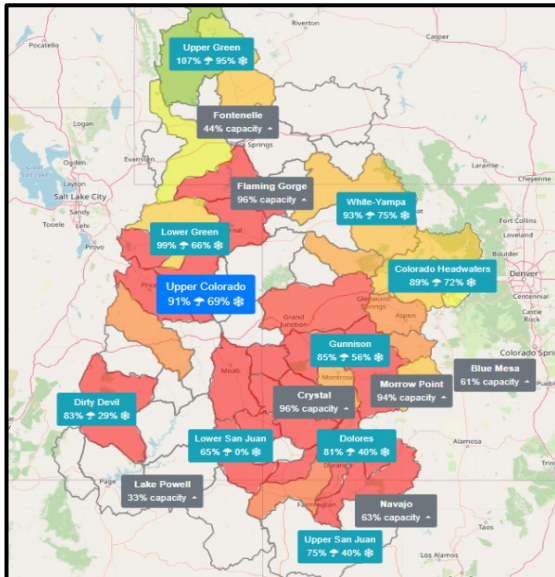 Riverton
Pocatello
Casper
Upper Green
107% 95%
Fontenelle
44% capacity
Logan
Evanston
Ogden
Layton
Salt Lake City
Sandy
Tooele
Lehi
Provo
Flaming Gorge
96% capacity
Laramie
Cheyenne
White-Yampa
93% 75%
Fort Collins
Loveland
Boulder
Lower Green
99% 66%
Colorado Headwaters
89% 72%
Denver
Centennial
Upper Colorado
91% 69%
Glenwood Springs
Aspen
Grand Junction
Colorado Spri
Gunnison
85% 56%
Blue Mesa
61% capacity
Moab
Montrose
Morrow Point
94% capacity
Crystal
96% capacity
Dirty Devil
83% 29%
Lower San Juan
65% 0%
Dolores
81% 40%
Alamosa
Durango
Lake Powell
33% capacity
Page
Farmington
Navajo
63% capacity
Upper San Juan
75% 40%
Taos
Los Alamos